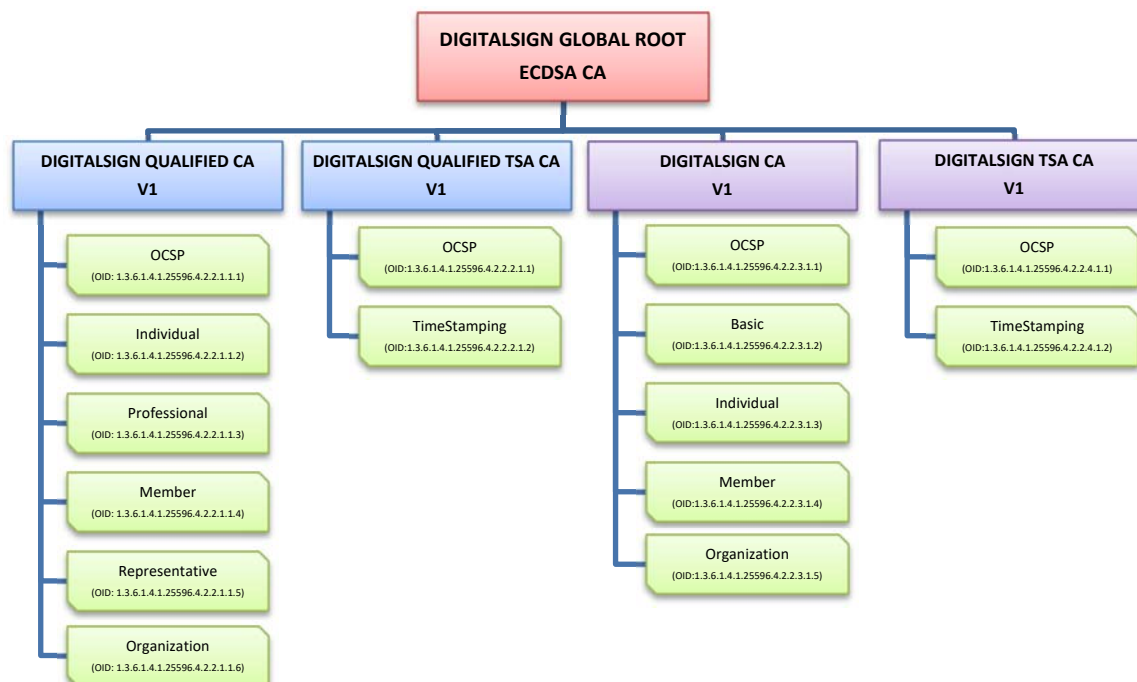 DIGITALSIGN GLOBAL ROOT
ECDSA CA
DIGITALSIGN QUALIFIED CA
V1
OCSP
(OID: 1.3.6.1.4.1.25596.4.2.2.1.1.1)
Individual
(OID: 1.3.6.1.4.1.25596.4.2.2.1.1.2)
Professional
(OID: 1.3.6.1.4.1.25596.4.2.2.1.1.3)
Member
(OID: 1.3.6.1.4.1.25596.4.2.2.1.1.4)
Representative
(OID: 1.3.6.1.4.1.25596.4.2.2.1.1.5)
Organization
(OID: 1.3.6.1.4.1.25596.4.2.2.1.1.6)
DIGITALSIGN QUALIFIED TSA CA
V1
OCSP
(OID:1.3.6.1.4.1.25596.4.2.2.2.1.1)
TimeStamping
(OID:1.3.6.1.4.1.25596.4.2.2.2.1.2)
DIGITALSIGN CA
V1
OCSP
(OID:1.3.6.1.4.1.25596.4.2.2.3.1.1)
Basic
(OID:1.3.6.1.4.1.25596.4.2.2.3.1.2)
Individual
(OID:1.3.6.1.4.1.25596.4.2.2.3.1.3)
Member
(OID:1.3.6.1.4.1.25596.4.2.2.3.1.4)
Organization
(OID:1.3.6.1.4.1.25596.4.2.2.3.1.5)
DIGITALSIGN TSA CA
V1
OCSP
(OID:1.3.6.1.4.1.25596.4.2.2.4.1.1)
TimeStamping
(OID:1.3.6.1.4.1.25596.4.2.2.4.1.2)